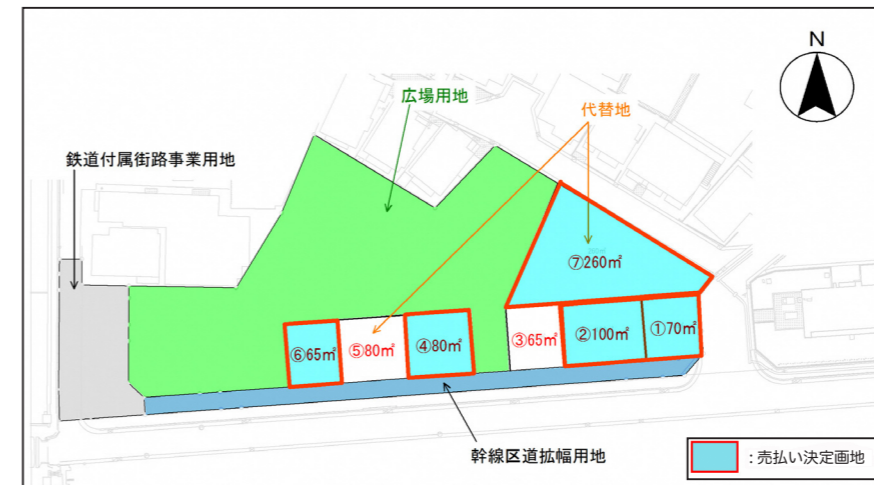 N
広場用地
代替地
鉄道付属街路事業用地
⑦260㎡
⑥65㎡
⑤80㎡
④80㎡
③65㎡
②100㎡
①70㎡
幹線区道拡幅用地
:売払い決定画地